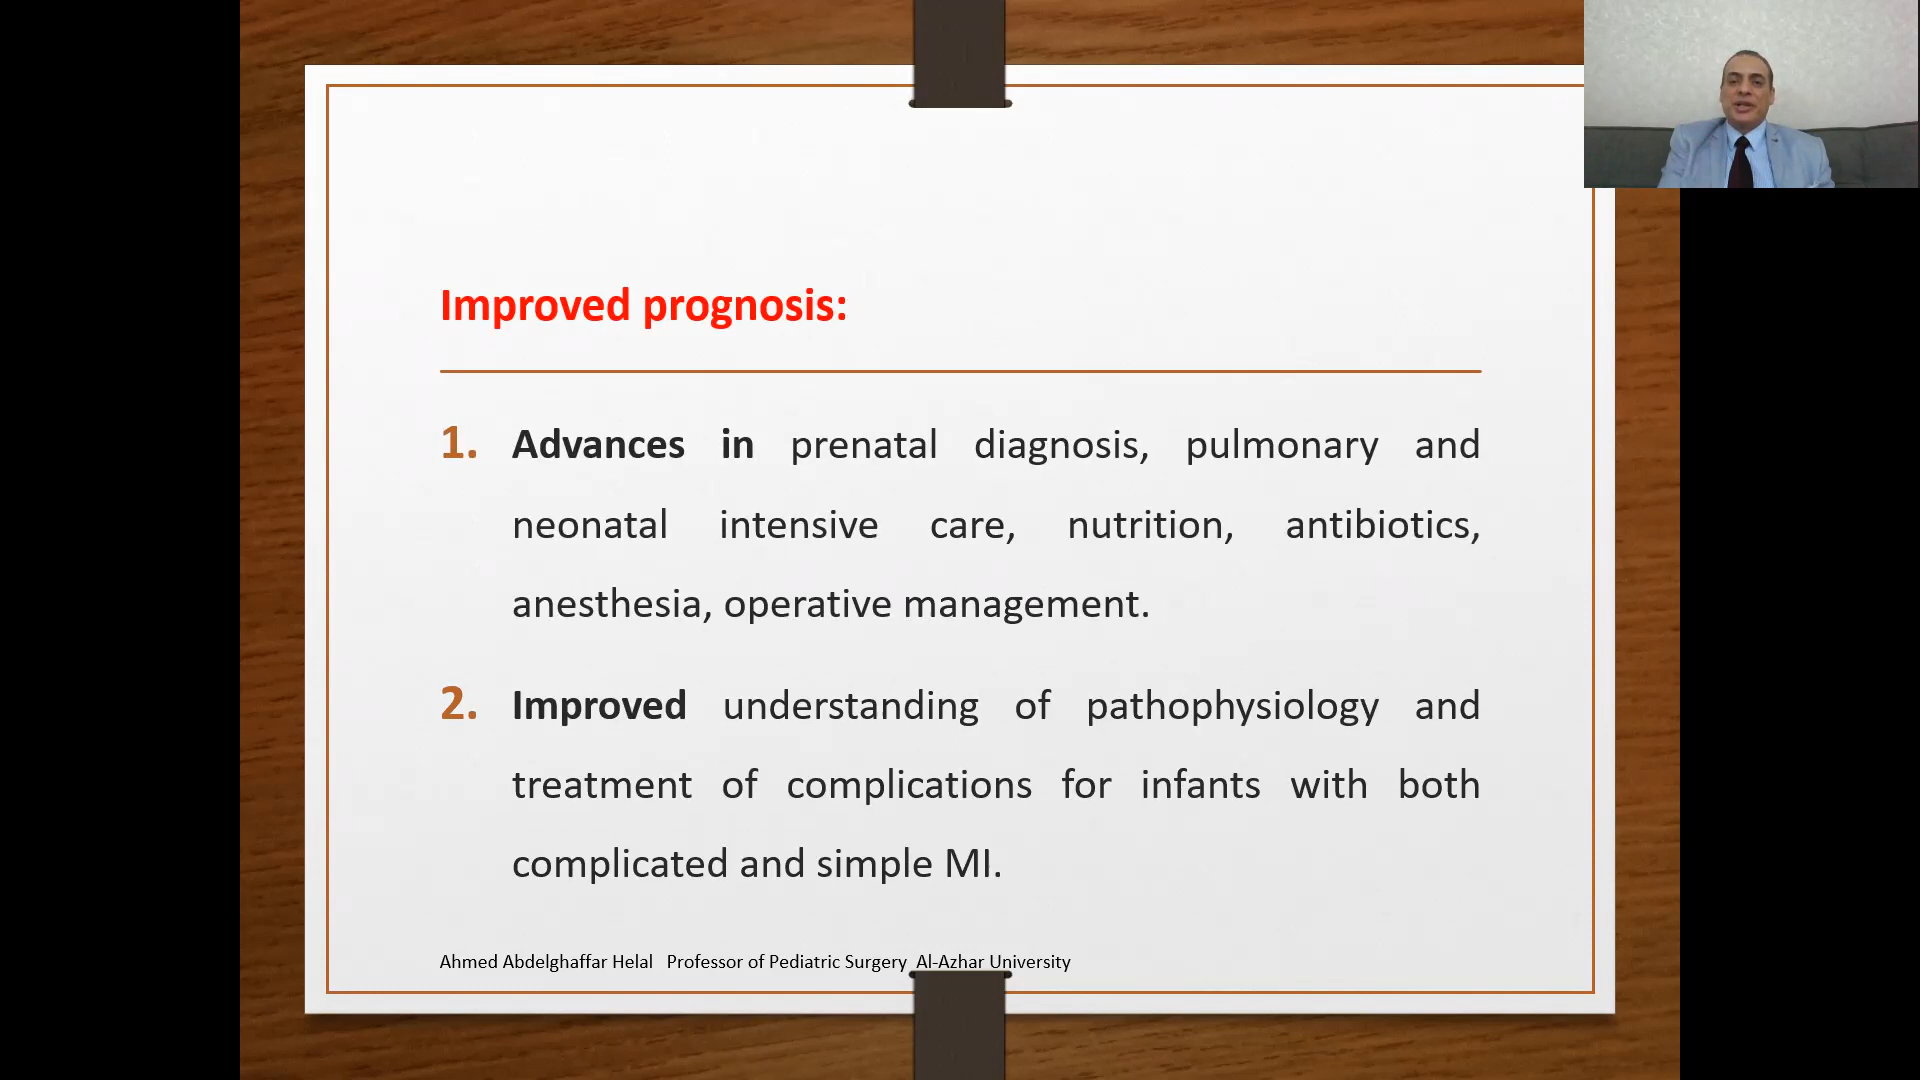 Improved prognosis:
1. Advances in prenatal diagnosis, pulmonary and
neonatal intensive care, nutrition, antibiotics,
anesthesia, operative management.
2. Improved understanding of pathophysiology and
treatment of complications for infants with both
complicated and simple MI.
Ahmed Abdelghaffar Helal Professor of Pediatric Surgery Al-Azhar University